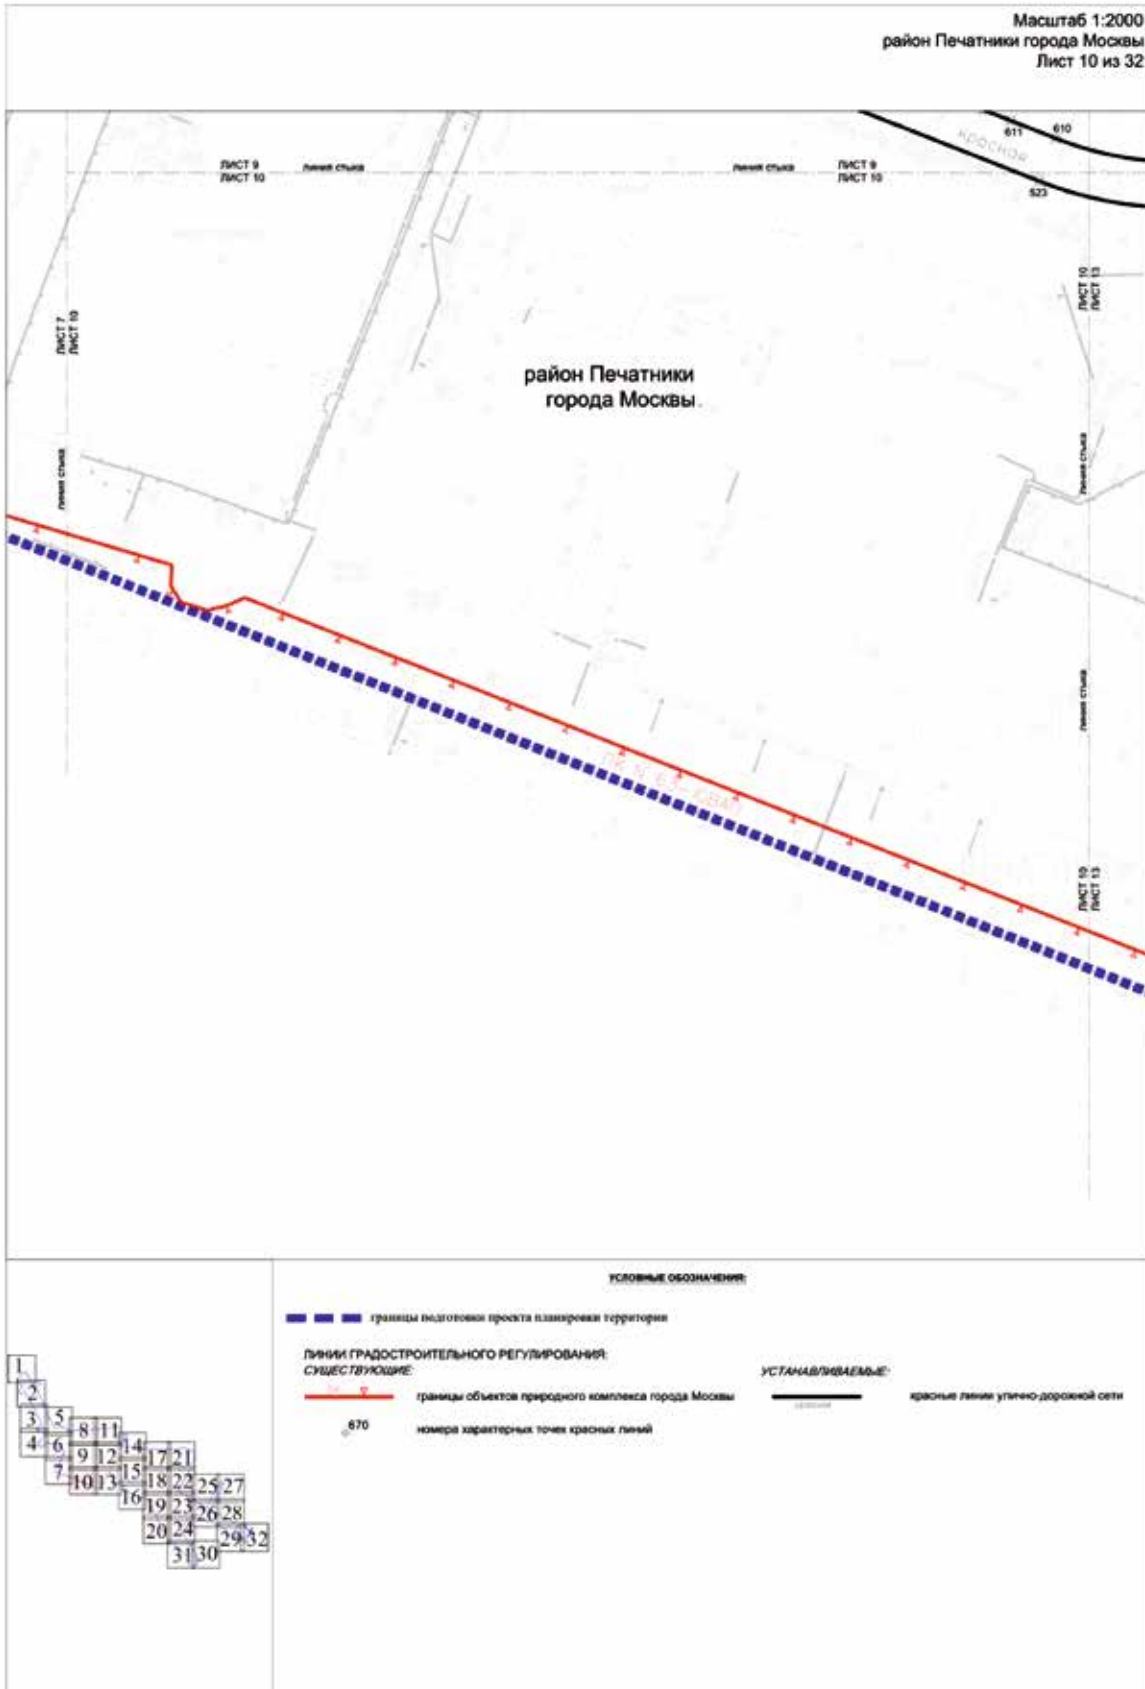 Масштаб 1:2000
район Печатники города Москвы
Лист 10 из 32
611
610
красная
523
ЛИСТ 9
ЛИСТ 10
линия стыка
линия стыка
ЛИСТ 9
ЛИСТ 10
ЛИСТ 7
ЛИСТ 10
линия стыка
ЛИСТ 10
ЛИСТ 13
линия стыка
район Печатники
города Москвы
линия стыка
ПК N 63-ЮВАО
ЛИСТ 10
ЛИСТ 13
УСЛОВНЫЕ ОБОЗНАЧЕНИЯ:
границы подготовки проекта планировки территории
ЛИНИИ ГРАДОСТРОИТЕЛЬНОГО РЕГУЛИРОВАНИЯ:
СУЩЕСТВУЮЩИЕ:
УСТАНАВЛИВАЕМЫЕ:
границы объектов природного комплекса города Москвы
красная
красные линии улично-дорожной сети
670
номера характерных точек красных линий
1
2
3 5
4 6 8 11
7 9 12 14
10 13 15 17 21
16 18 22 25 27
19 23 26 28
20 24 29 32
31 30